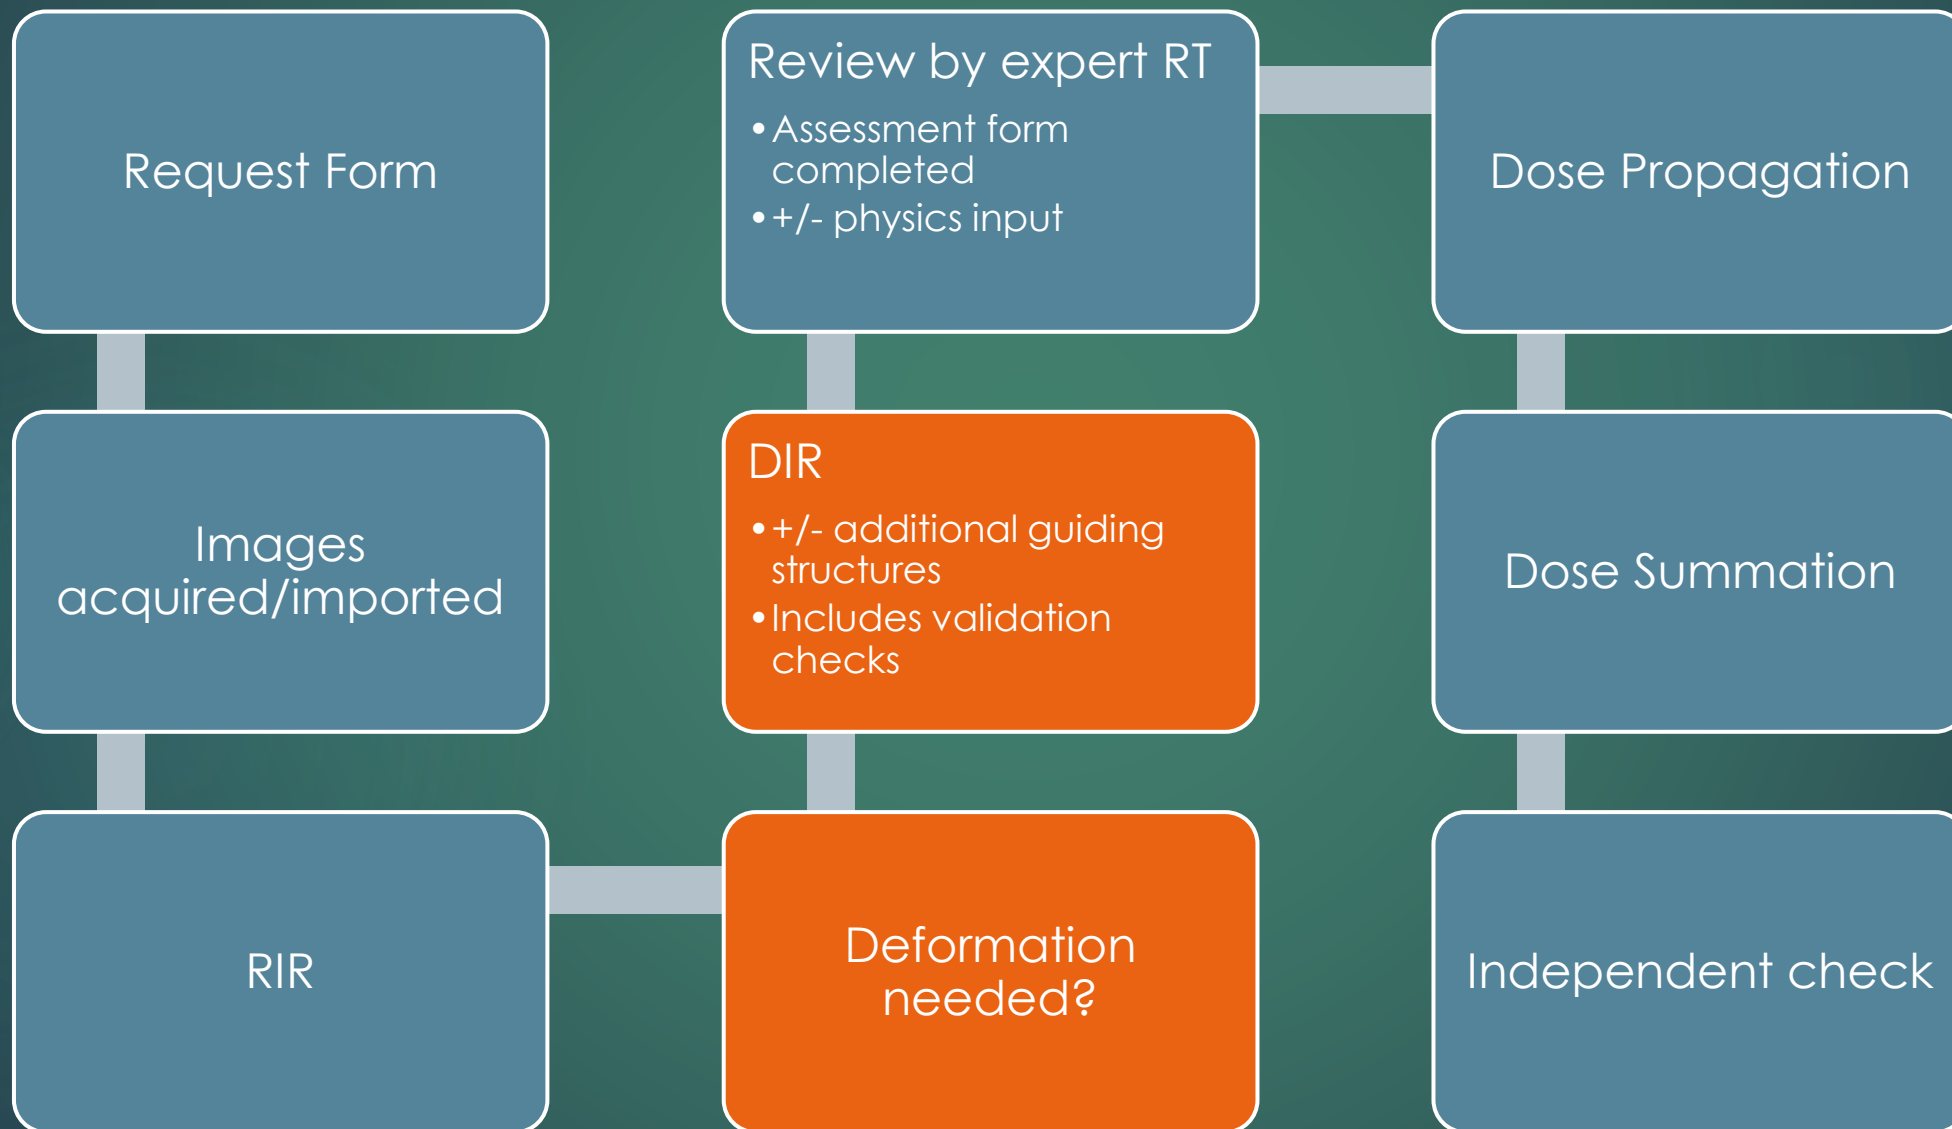 Request Form
Images
acquired/imported
RIR
Deformation
needed?
DIR
•+/- additional guiding
structures
•Includes validation
checks
Review by expert RT
•Assessment form
completed
•+/- physics input
Dose Propagation
Dose Summation
Independent check